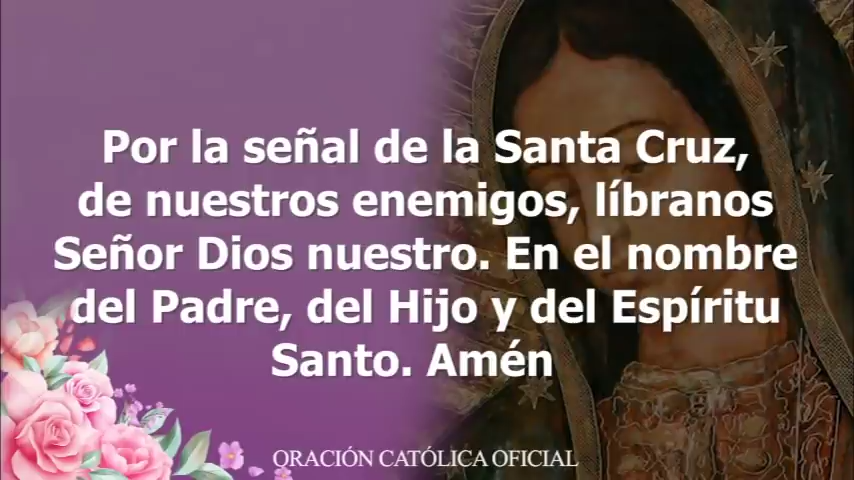 Por la señal de la Santa Cruz,
de nuestros enemigos, líbranos
Señor Dios nuestro. En el nombre
del Padre, del Hijo y del Espíritu
Santo. Amén
ORACIÓN CATÓLICA OFICIAL